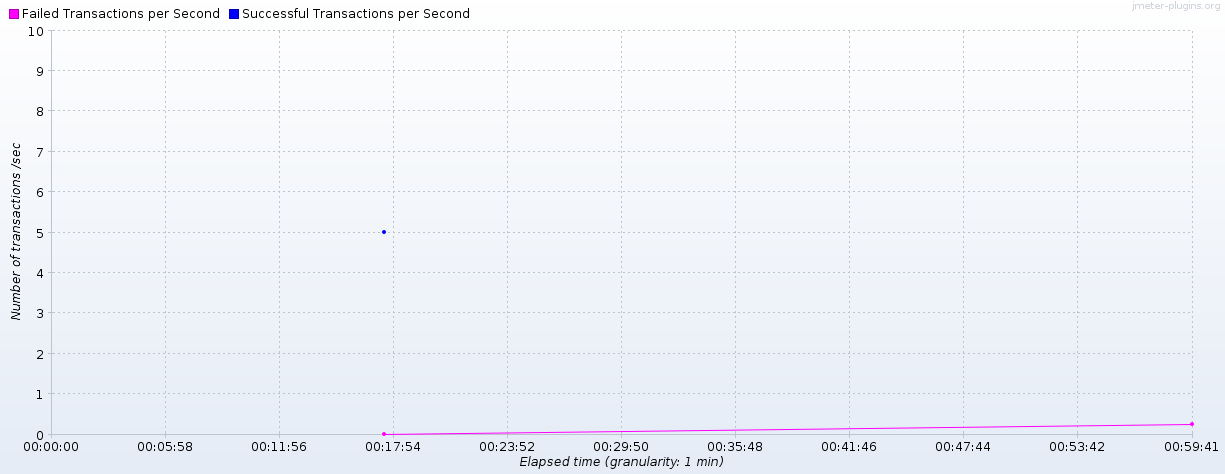 Failed Transactions per Second Successful Transactions per Second
jmeter-plugins.org
10
9
8
7
6
5
4
3
2
1
0
Number of transactions /sec
00:00:00 00:05:58 00:11:56 00:17:54 00:23:52 00:29:50 00:35:48 00:41:46 00:47:44 00:53:42 00:59:41
Elapsed time (granularity: 1 min)